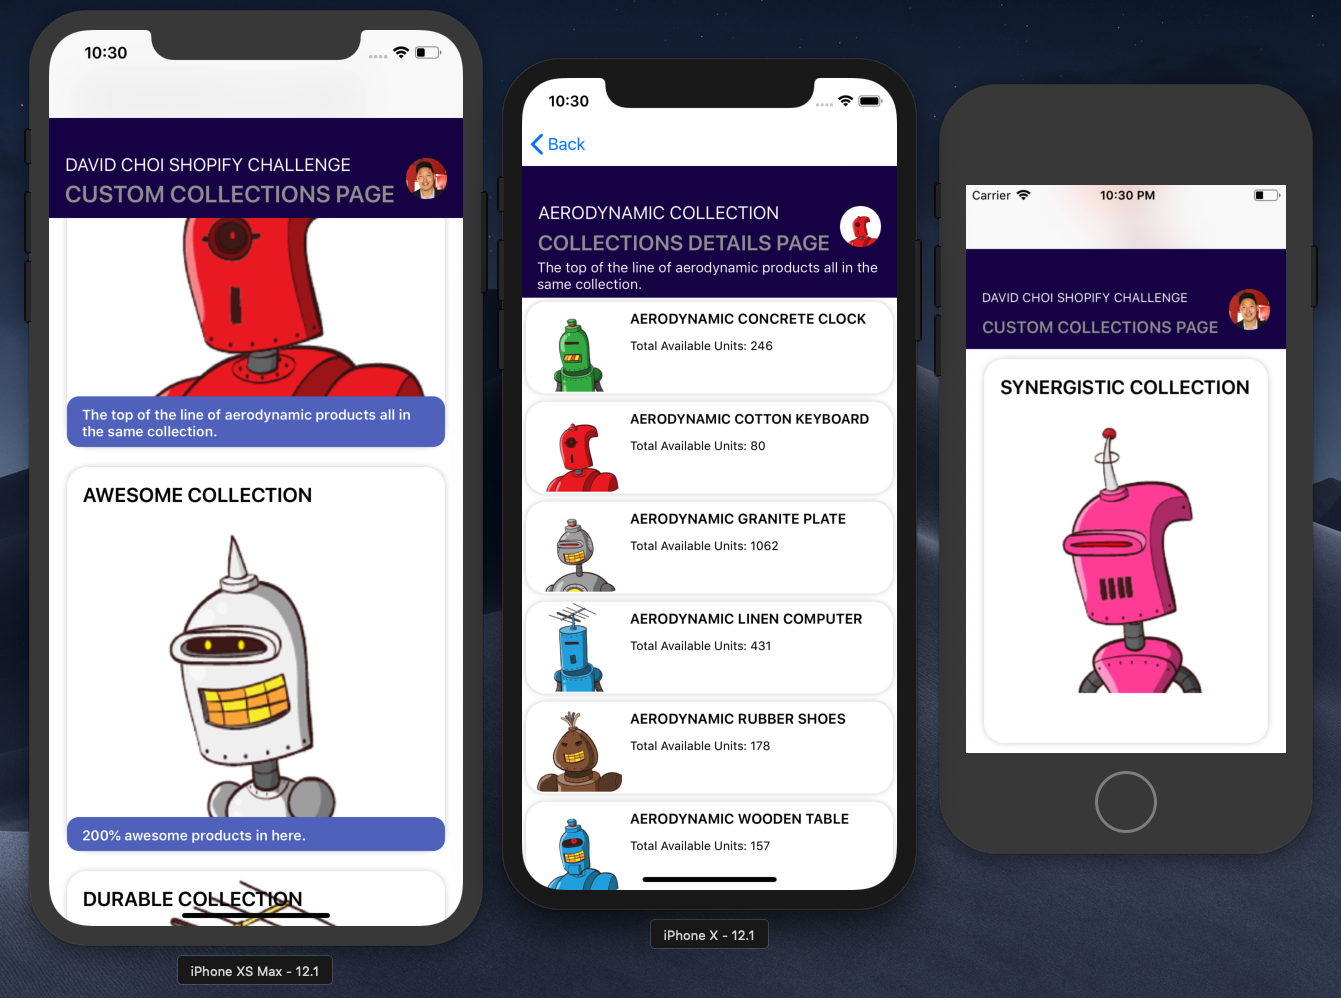 10:30
DAVID CHOI SHOPIFY CHALLENGE
CUSTOM COLLECTIONS PAGE
The top of the line of aerodynamic products all in
the same collection.
AWESOME COLLECTION
200% awesome products in here.
DURABLE COLLECTION
iPhone XS Max - 12.1
10:30
Back
AERODYNAMIC COLLECTION
COLLECTIONS DETAILS PAGE
The top of the line of aerodynamic products all in the
same collection.
AERODYNAMIC CONCRETE CLOCK
Total Available Units: 246
AERODYNAMIC COTTON KEYBOARD
Total Available Units: 80
AERODYNAMIC GRANITE PLATE
Total Available Units: 1062
AERODYNAMIC LINEN COMPUTER
Total Available Units: 431
AERODYNAMIC RUBBER SHOES
Total Available Units: 178
AERODYNAMIC WOODEN TABLE
Total Available Units: 157
iPhone X - 12.1
Carrier 10:30 PM
DAVID CHOI SHOPIFY CHALLENGE
CUSTOM COLLECTIONS PAGE
SYNERGISTIC COLLECTION